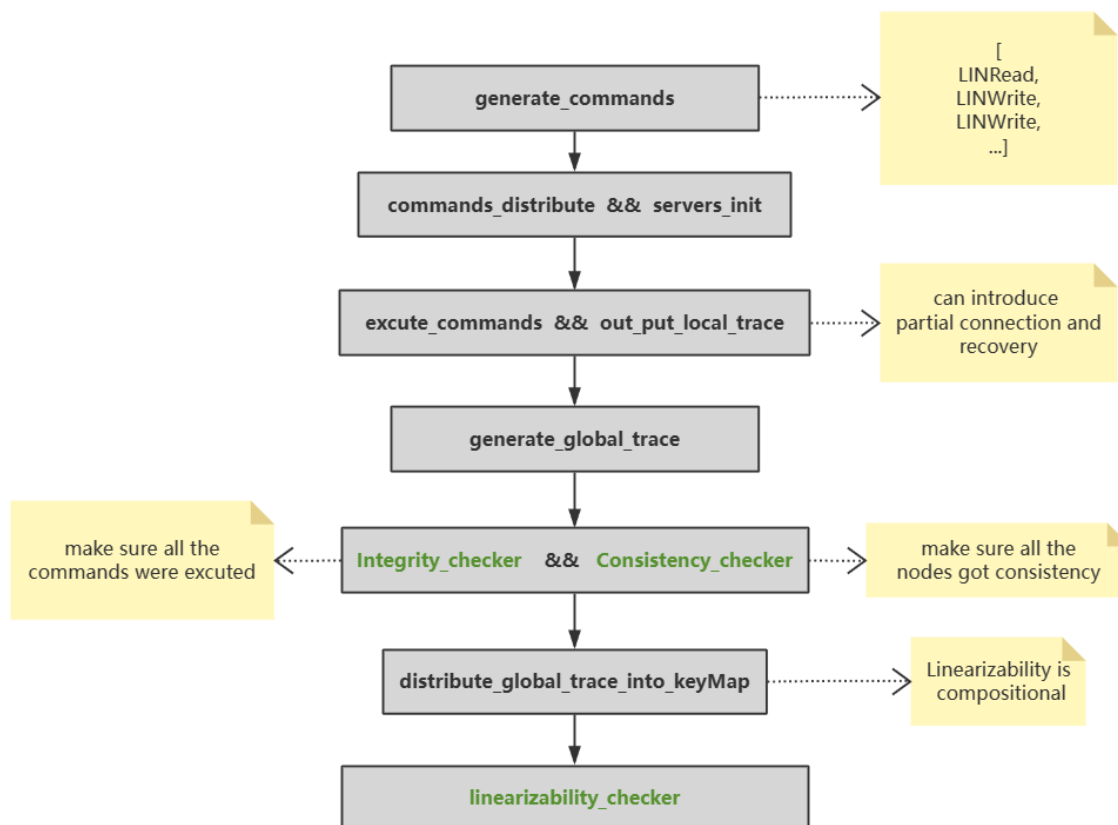 [
LINRead,
LINWrite,
LINWrite,
...]
generate_commands
commands_distribute && servers_init
excute_commands && out_put_local_trace
can introduce
partial connection and
recovery
generate_global_trace
make sure all the
commands were excuted
Integrity_checker && Consistency_checker
make sure all the
nodes got consistency
distribute_global_trace_into_keyMap
Linearizability is
compositional
linearizability_checker